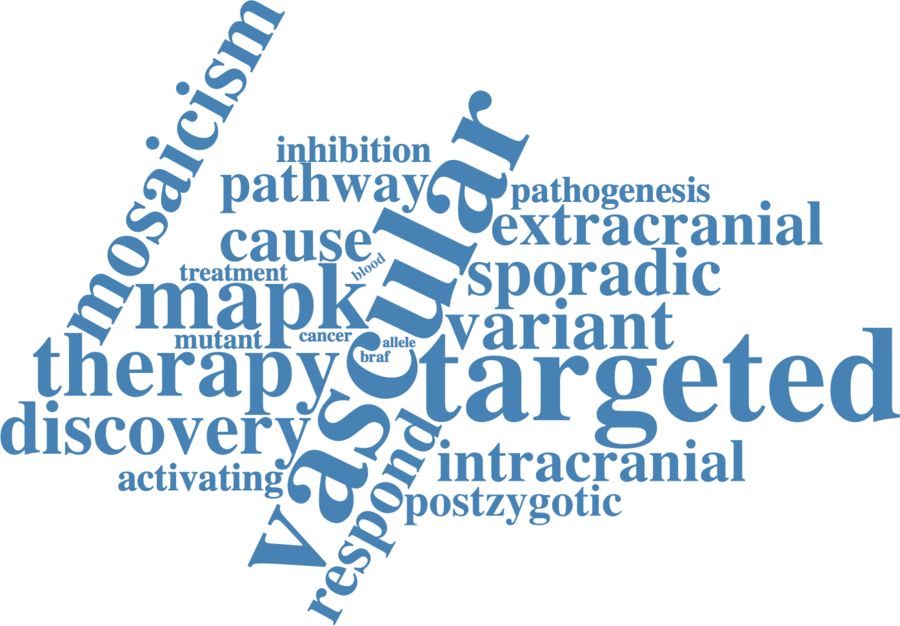 mosaicism
inhibition
pathway
vascular
pathogenesis
extracranial
cause
blood
treatment
sporadic
mapk
variant
mutant
cancer
allele
braf
therapy
targeted
discovery
respond
intracranial
activating
postzygotic